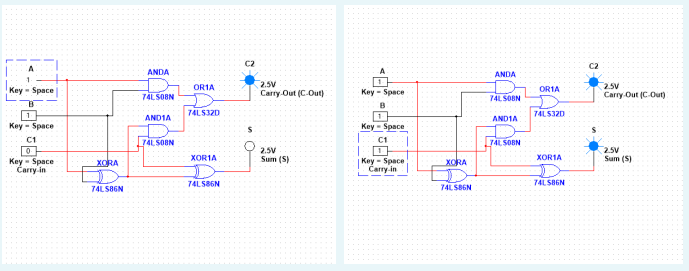 A
1
Key = Space
B
1
Key = Space
C1
0
Key = Space
Carry-in
ANDA
74LS08N
AND1A
74LS08N
OR1A
74LS32D
XORA
74LS86N
XOR1A
74LS86N
C2
2.5V
Carry-Out (C-Out)
S
2.5V
Sum (S)
A
1
Key = Space
B
1
Key = Space
C1
1
Key = Space
Carry-in
ANDA
74LS08N
AND1A
74LS08N
OR1A
74LS32D
XORA
74LS86N
XOR1A
74LS86N
C2
2.5V
Carry-Out (C-Out)
S
2.5V
Sum (S)